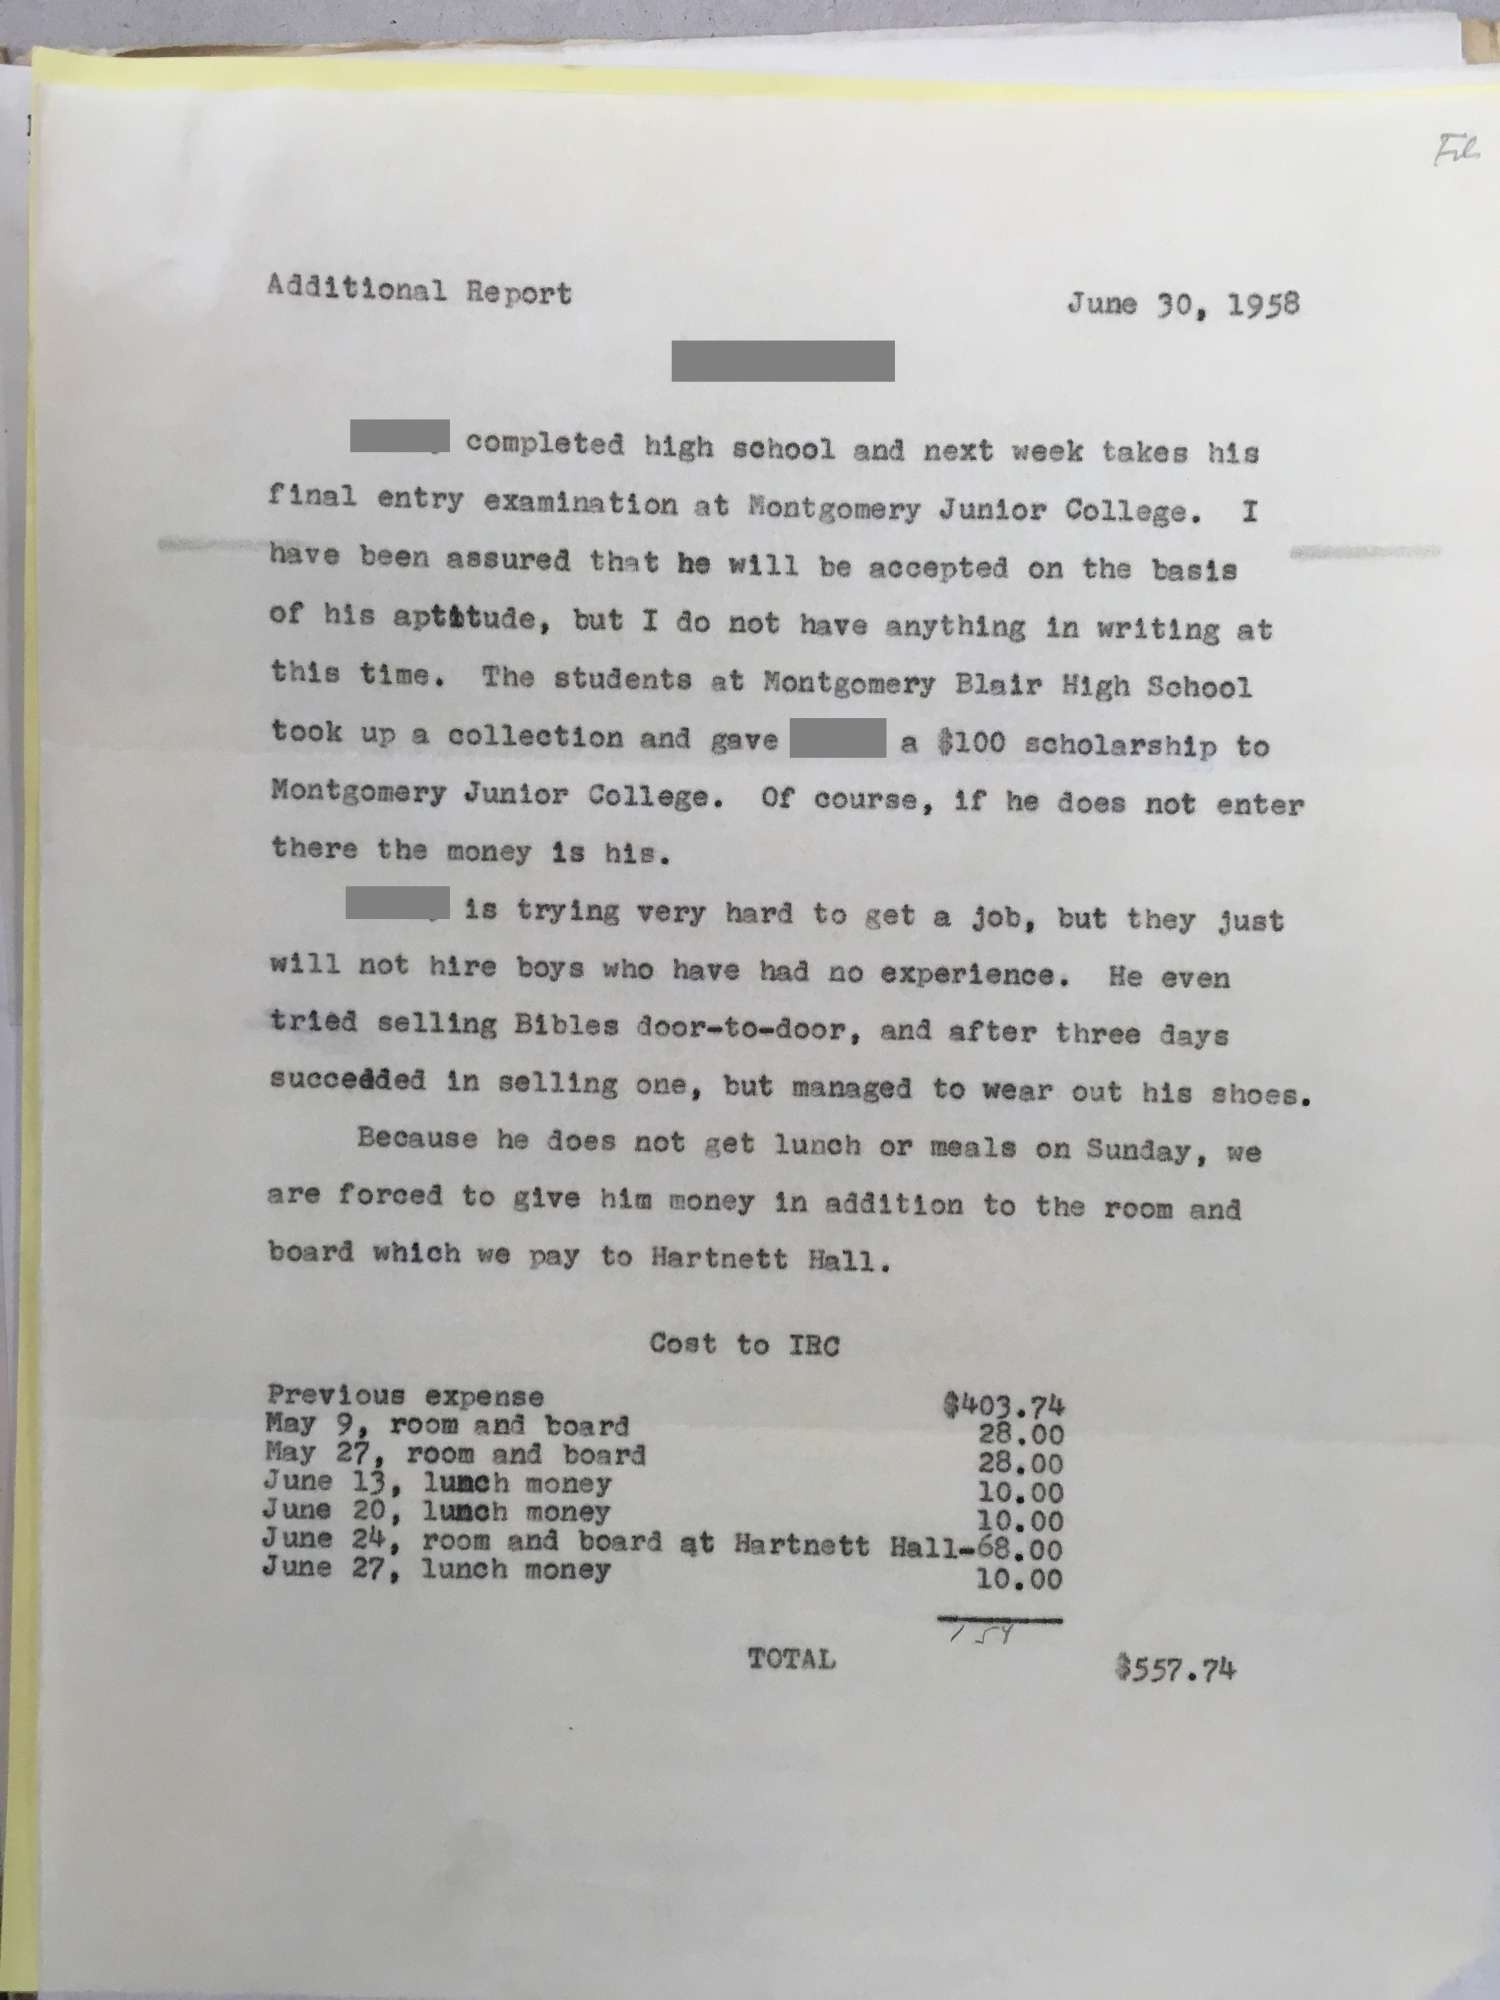 File
Additional Report
June 30, 1958
completed high school and next week takes his
final entry examination at Montgomery Junior College. I
have been assured that he will be accepted on the basis
of his aptitude, but I do not have anything in writing at
this time. The students at Montgomery Blair High School
took up a collection and gave a $100 scholarship to
Montgomery Junior College. Of course, if he does not enter
there the money is his.
is trying very hard to get a job, but they just
will not hire boys who have had no experience. He even
tried selling Bibles door-to-door, and after three days
succedded in selling one, but managed to wear out his shoes.
Because he does not get lunch or meals on Sunday, we
are forced to give him money in addition to the room and
board which we pay to Hartnett Hall.
Cost to IRC
Previous expense $403.74
May 9, room and board 28.00
May 27, room and board 28.00
June 13, lunch money 10.00
June 20, lunch money 10.00
June 24, room and board at Hartnett Hall-68.00
June 27, lunch money 10.00
154
TOTAL $557.74